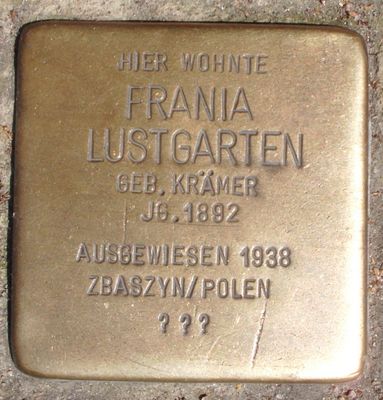 HIER WOHNTE
FRANIA
LUSTGARTEN
GEB. KRÄMER
JG. 1892
AUSGEWIESEN 1938
ZBASZYN/POLEN
? ? ?